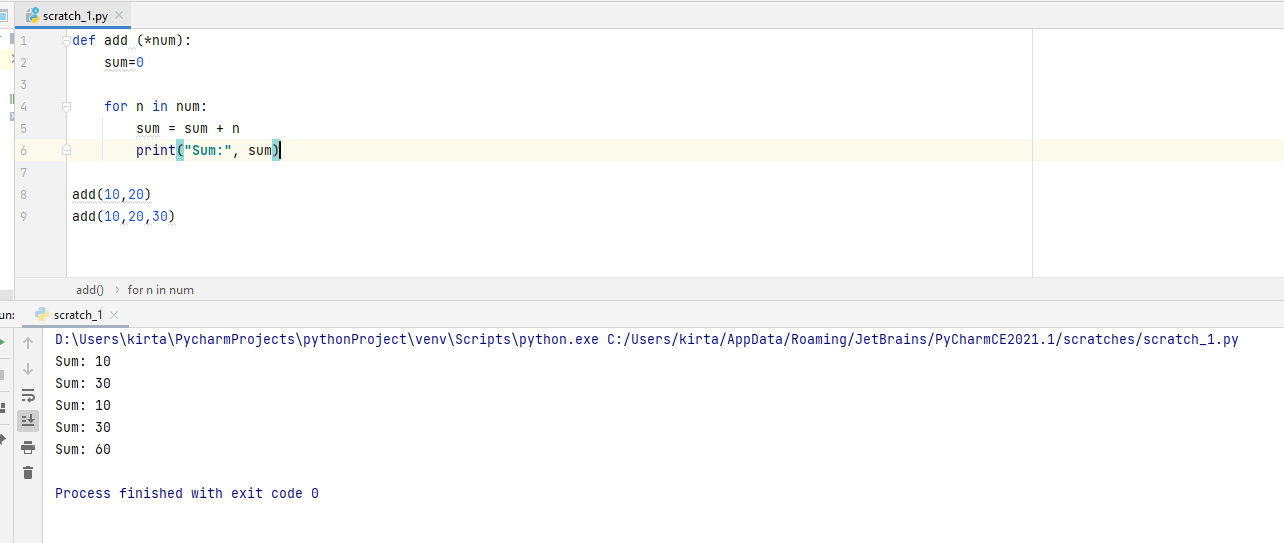 scratch_1.py
1 def add (*num):
2     sum=0
3
4     for n in num:
5         sum = sum + n
6         print("Sum:", sum)
7
8 add(10,20)
9 add(10,20,30)
add() › for n in num
un: scratch_1
D:\Users\kirta\PycharmProjects\pythonProject\venv\Scripts\python.exe C:/Users/kirta/AppData/Roaming/JetBrains/PyCharmCE2021.1/scratches/scratch_1.py
Sum: 10
Sum: 30
Sum: 10
Sum: 30
Sum: 60
Process finished with exit code 0